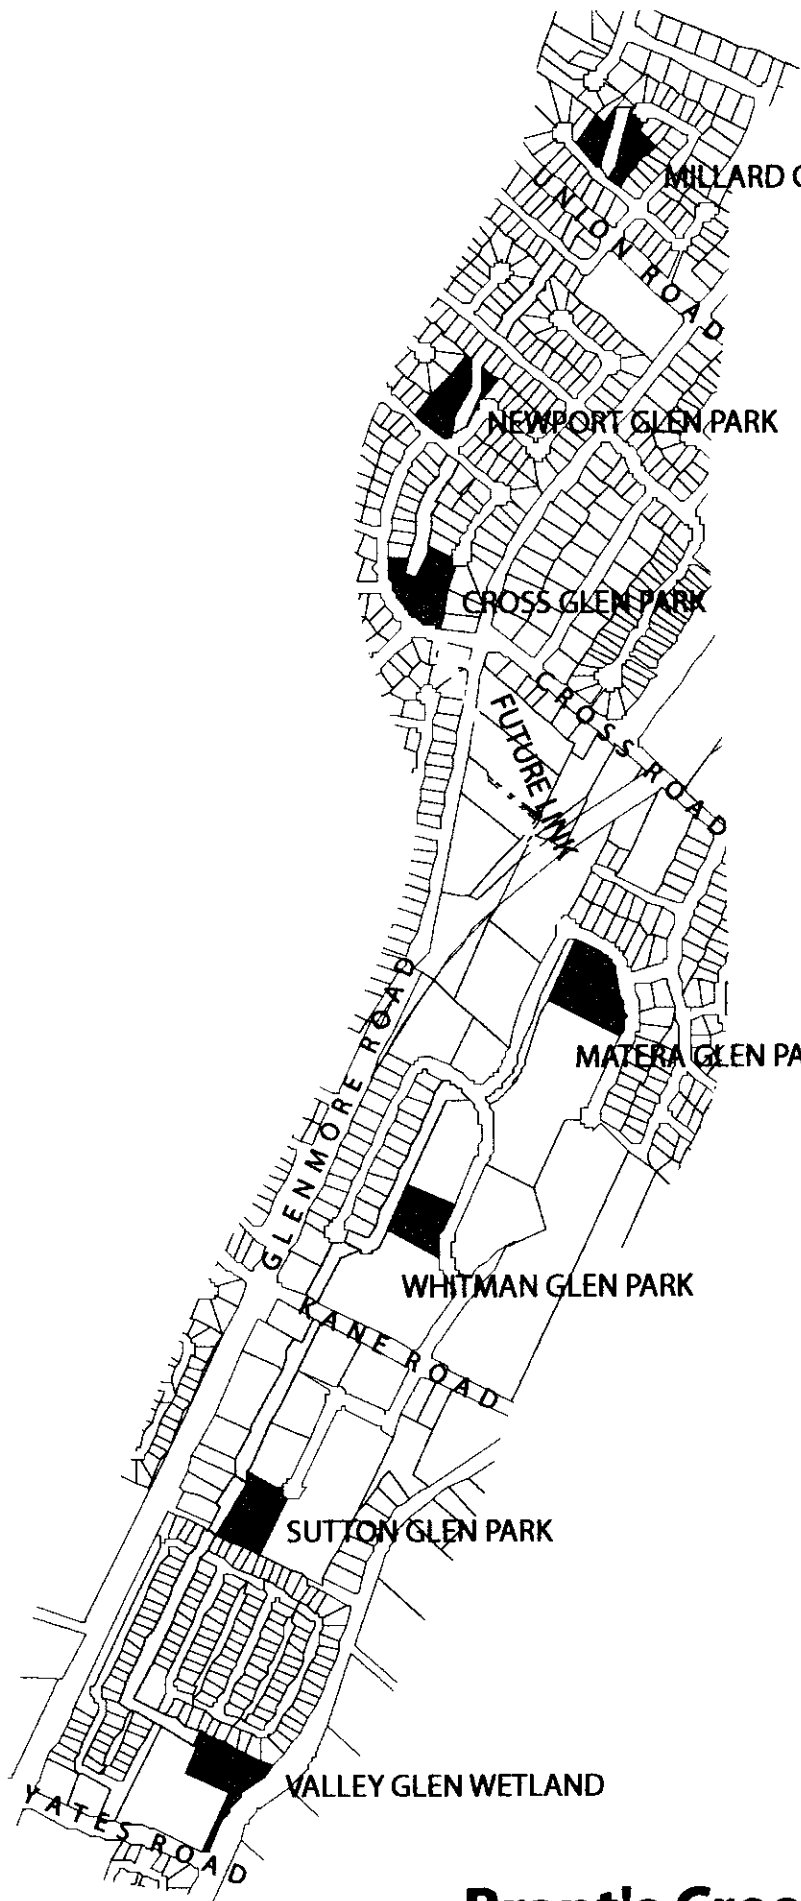 MILLARD
UNION ROAD
NEWPORT GLEN PARK
CROSS GLEN PARK
CROSS ROAD
FUTURE LINK
GLENMORE ROAD
MATERA GLEN PA
WHITMAN GLEN PARK
KANE ROAD
SUTTON GLEN PARK
VALLEY GLEN WETLAND
YATES ROAD